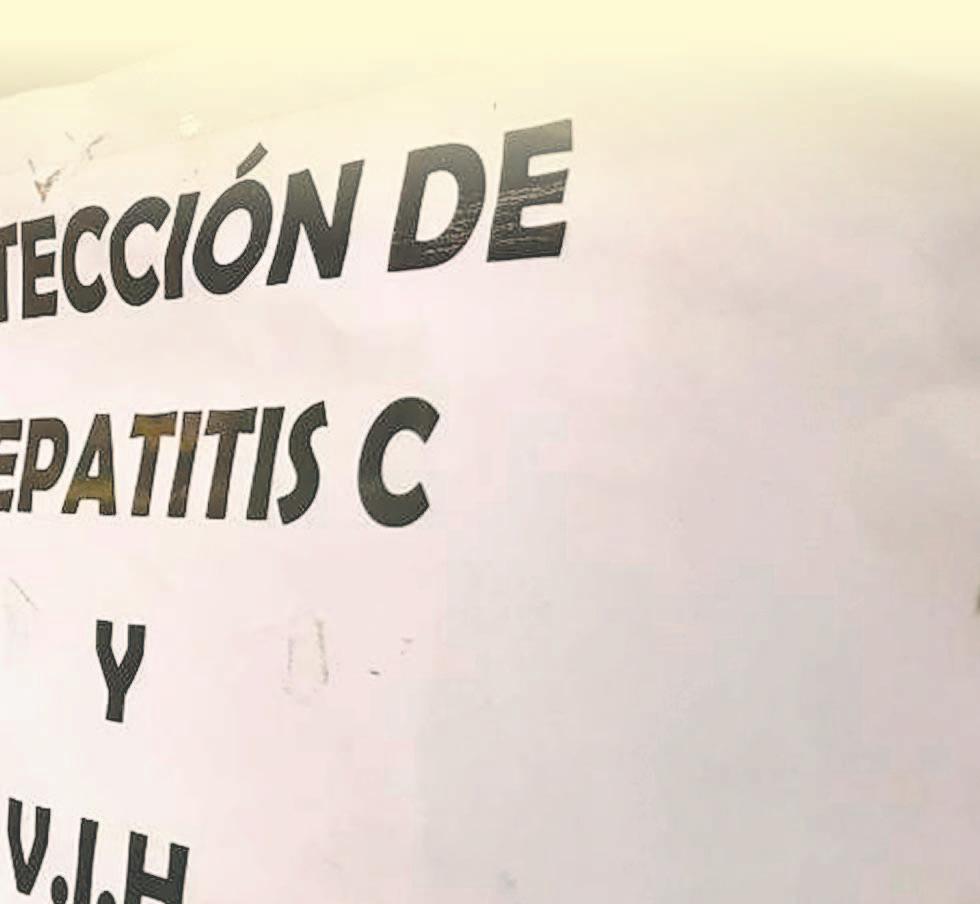 TECCIÓN DE
EPATITIS C
Y
V.I.H